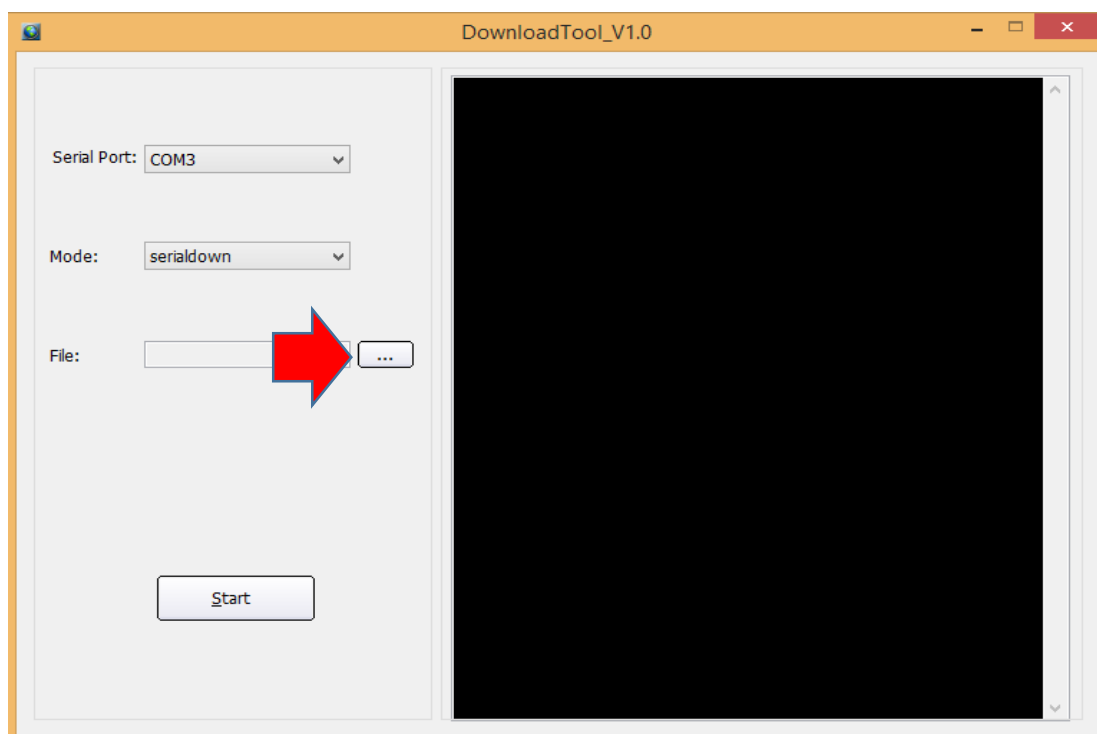 DownloadTool_V1.0
Serial Port: COM3
Mode: serialdown
File: ...
Start